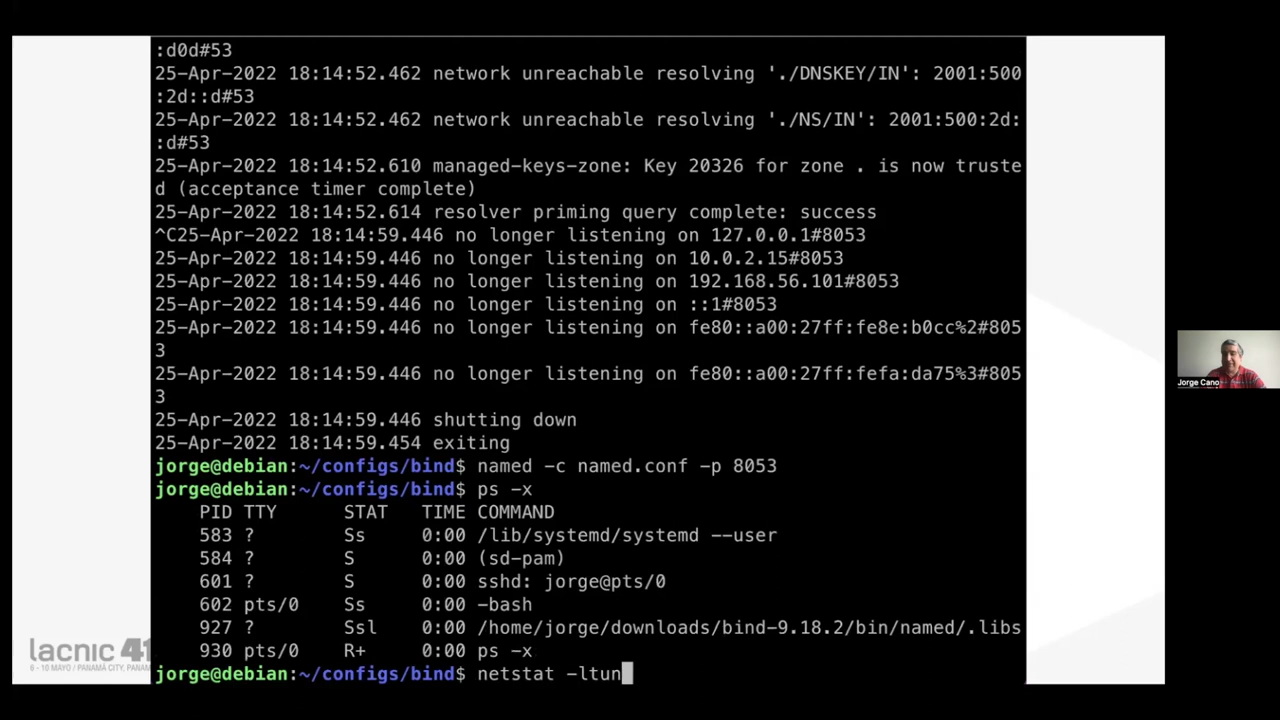 :d0d#53
25-Apr-2022 18:14:52.462 network unreachable resolving './DNSKEY/IN': 2001:500
:2d::d#53
25-Apr-2022 18:14:52.462 network unreachable resolving './NS/IN': 2001:500:2d:
:d#53
25-Apr-2022 18:14:52.610 managed-keys-zone: Key 20326 for zone . is now truste
d (acceptance timer complete)
25-Apr-2022 18:14:52.614 resolver priming query complete: success
^C25-Apr-2022 18:14:59.446 no longer listening on 127.0.0.1#8053
25-Apr-2022 18:14:59.446 no longer listening on 10.0.2.15#8053
25-Apr-2022 18:14:59.446 no longer listening on 192.168.56.101#8053
25-Apr-2022 18:14:59.446 no longer listening on ::1#8053
25-Apr-2022 18:14:59.446 no longer listening on fe80::a00:27ff:fe8e:b0cc%2#805
3
25-Apr-2022 18:14:59.446 no longer listening on fe80::a00:27ff:fefa:da75%3#805
3
25-Apr-2022 18:14:59.446 shutting down
25-Apr-2022 18:14:59.454 exiting
jorge@debian:~/configs/bind$ named -c named.conf -p 8053
jorge@debian:~/configs/bind$ ps -x
PID TTY STAT TIME COMMAND
583 ? Ss 0:00 /lib/systemd/systemd --user
584 ? S 0:00 (sd-pam)
601 ? S 0:00 sshd: jorge@pts/0
602 pts/0 Ss 0:00 -bash
927 ? Ssl 0:00 /home/jorge/downloads/bind-9.18.2/bin/named/.libs
930 pts/0 R+ 0:00 ps -x
jorge@debian:~/configs/bind$ netstat -ltun
lacnic 41
6 - 10 MAYO / PANAMÁ CITY, PANAM
Jorge Cano